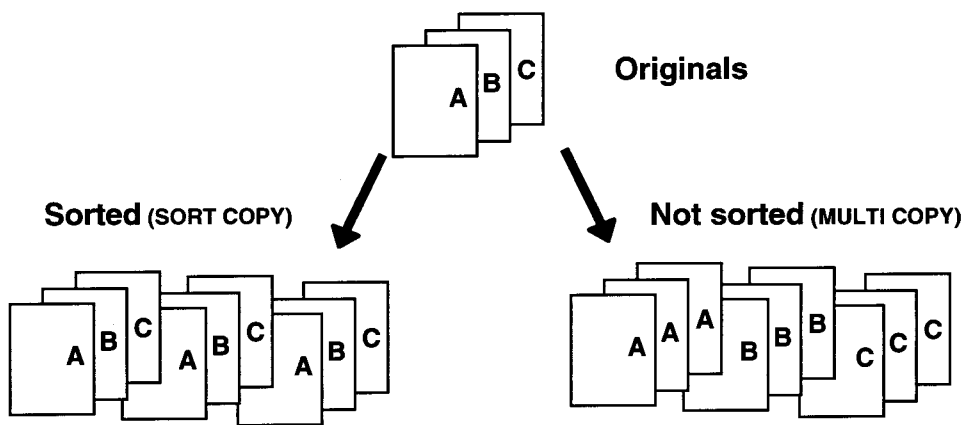 Originals
A B C
Sorted (SORT COPY)
Not sorted (MULTI COPY)
A B C A B C A B C
A A A B B B C C C